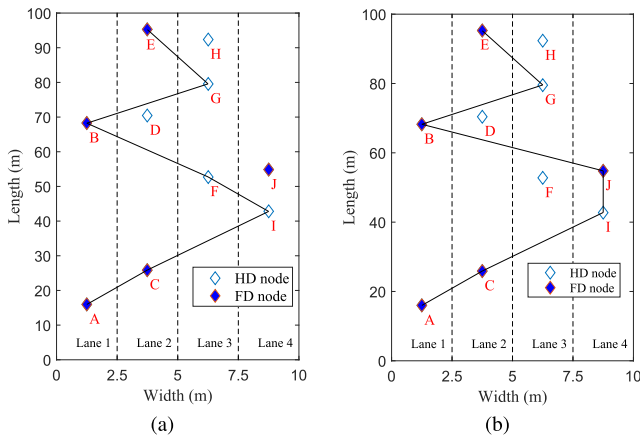 100
90
80
70
60
50
40
30
20
10
0
Length (m)
E
H
G
D
B
J
F
I
C
A
HD node
FD node
Lane 1
Lane 2
Lane 3
Lane 4
0
2.5
5
7.5
10
Width (m)
(a)
100
80
60
40
20
0
Length (m)
E
H
G
D
B
J
F
I
C
A
HD node
FD node
Lane 1
Lane 2
Lane 3
Lane 4
0
2.5
5
7.5
10
Width (m)
(b)